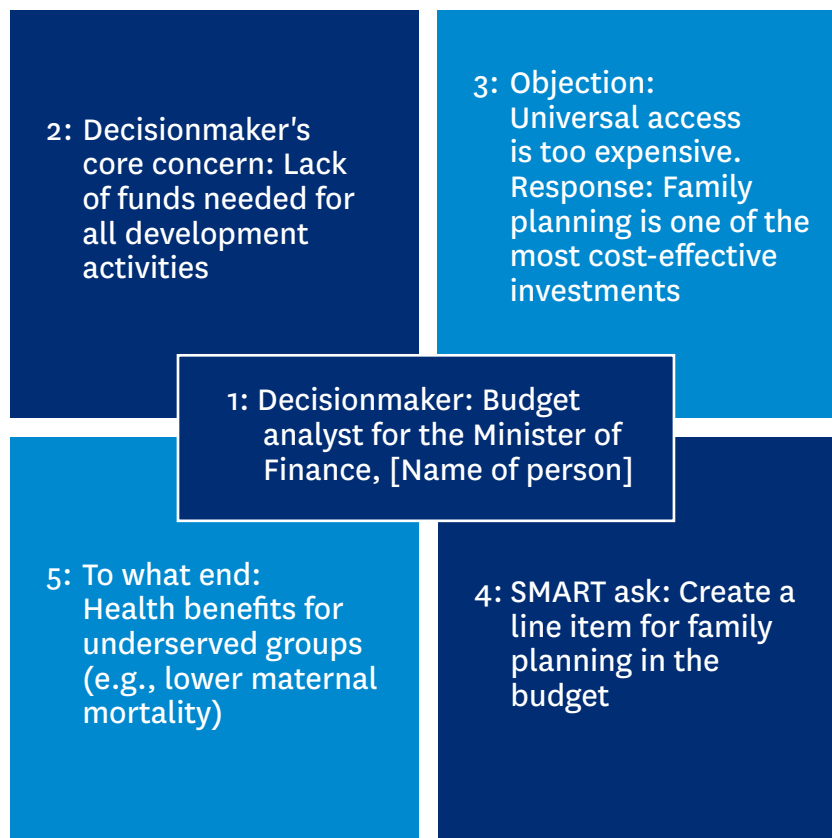 2: Decisionmaker's
core concern: Lack
of funds needed for
all development
activities
3: Objection:
Universal access
is too expensive.
Response: Family
planning is one of the
most cost-effective
investments
1: Decisionmaker: Budget
analyst for the Minister of
Finance, [Name of person]
5: To what end:
Health benefits for
underserved groups
(e.g., lower maternal
mortality)
4: SMART ask: Create a
line item for family
planning in the
budget